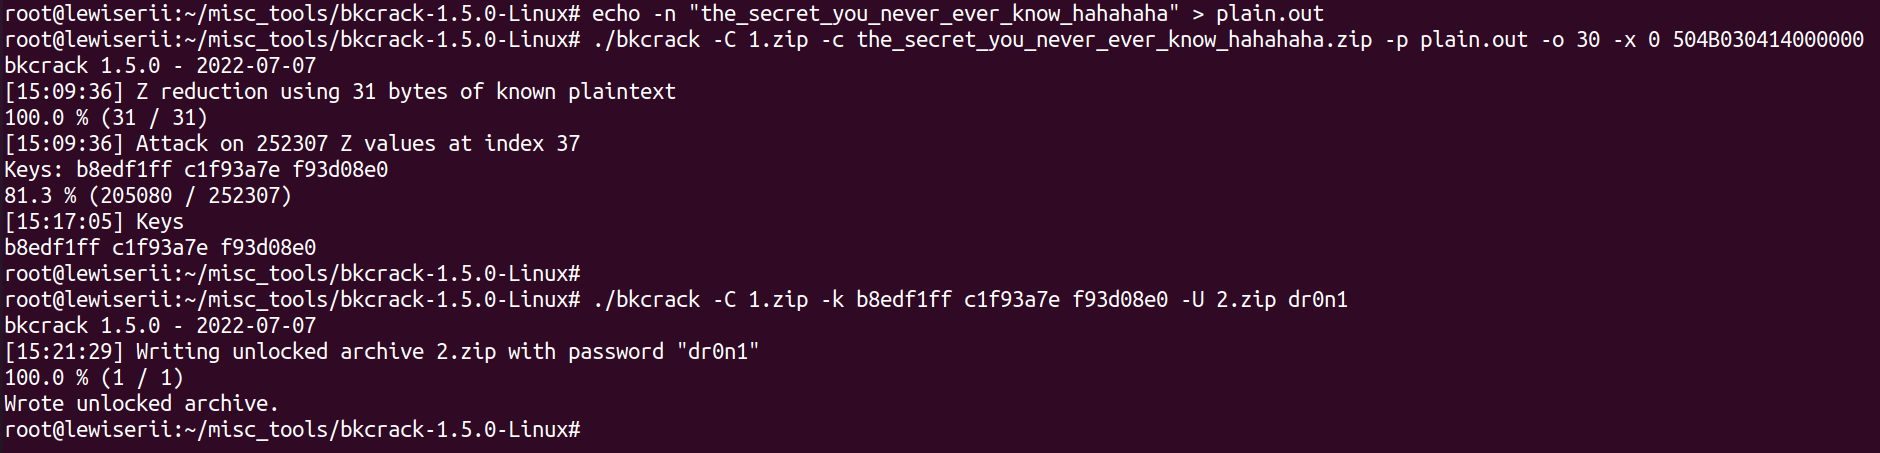 root@lewiserii:~/misc_tools/bkcrack-1.5.0-Linux# echo -n "the_secret_you_never_ever_know_hahahaha" > plain.out
root@lewiserii:~/misc_tools/bkcrack-1.5.0-Linux# ./bkcrack -C 1.zip -c the_secret_you_never_ever_know_hahahaha.zip -p plain.out -o 30 -x 0 504B030414000000
bkcrack 1.5.0 - 2022-07-07
[15:09:36] Z reduction using 31 bytes of known plaintext
100.0 % (31 / 31)
[15:09:36] Attack on 252307 Z values at index 37
Keys: b8edf1ff c1f93a7e f93d08e0
81.3 % (205080 / 252307)
[15:17:05] Keys
b8edf1ff c1f93a7e f93d08e0
root@lewiserii:~/misc_tools/bkcrack-1.5.0-Linux#
root@lewiserii:~/misc_tools/bkcrack-1.5.0-Linux# ./bkcrack -C 1.zip -k b8edf1ff c1f93a7e f93d08e0 -U 2.zip dr0n1
bkcrack 1.5.0 - 2022-07-07
[15:21:29] Writing unlocked archive 2.zip with password "dr0n1"
100.0 % (1 / 1)
Wrote unlocked archive.
root@lewiserii:~/misc_tools/bkcrack-1.5.0-Linux#